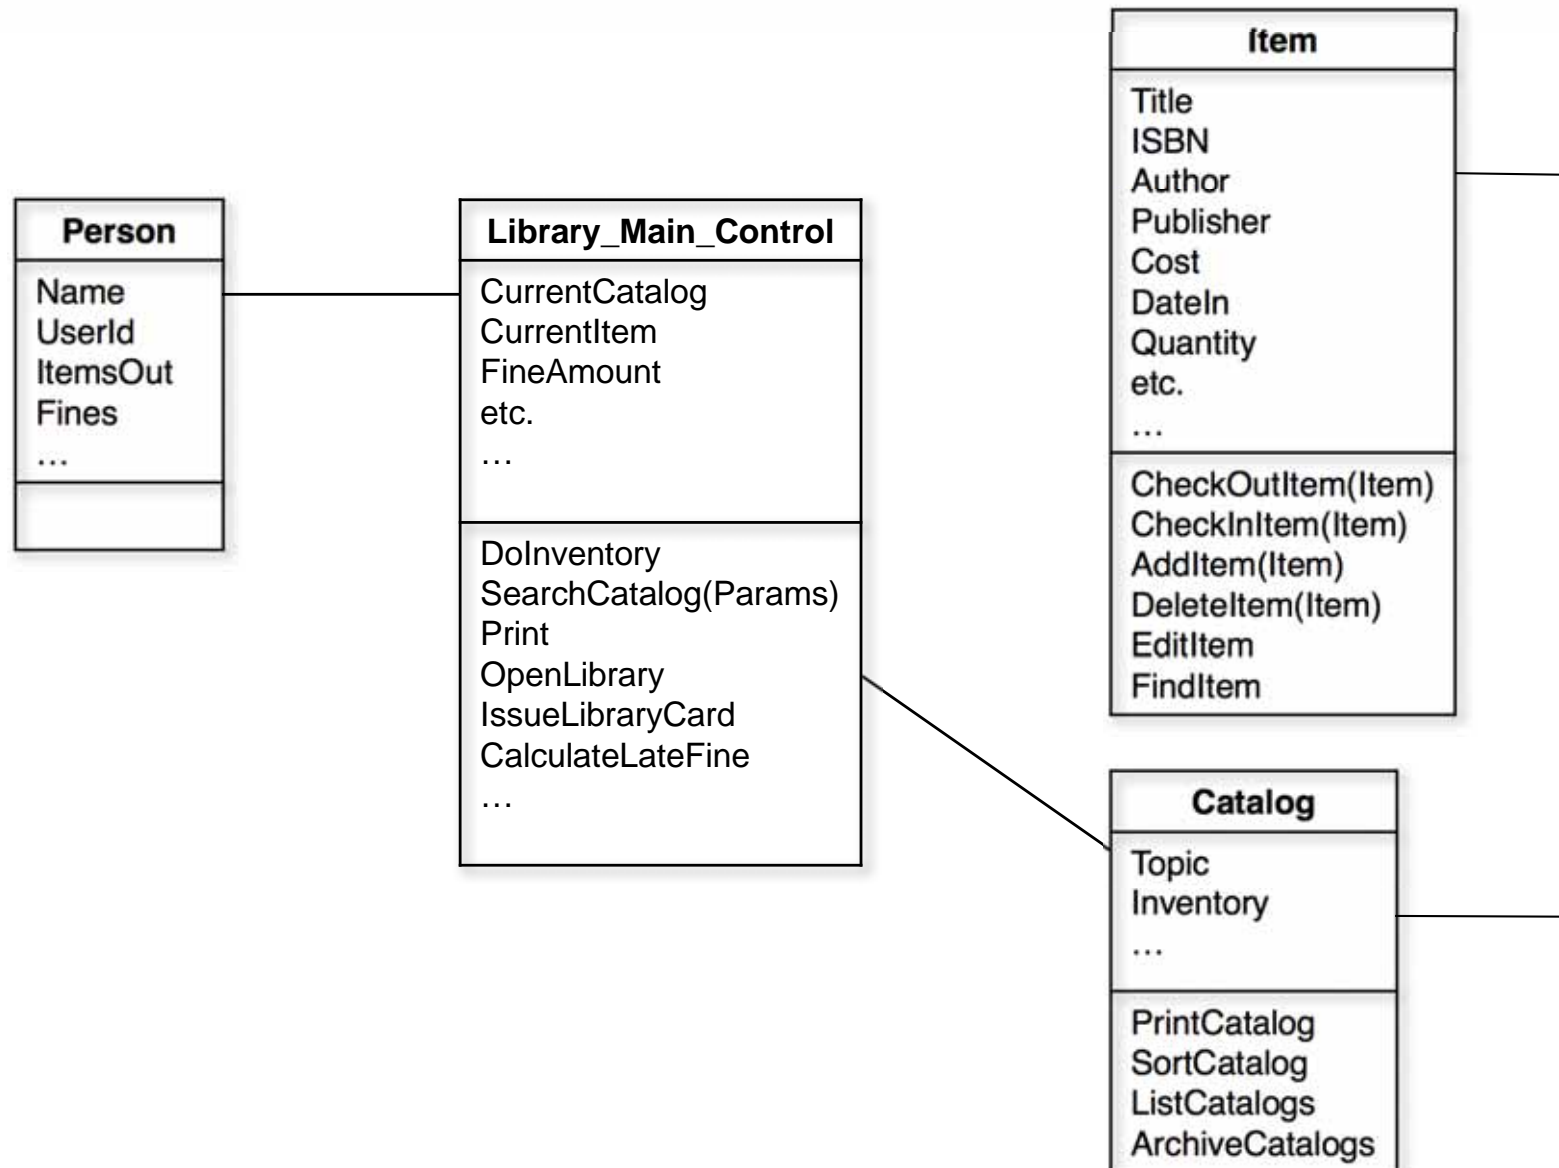 Person
Name
UserId
ItemsOut
Fines
…
Library_Main_Control
CurrentCatalog
CurrentItem
FineAmount
etc.
…
DoInventory
SearchCatalog(Params)
Print
OpenLibrary
IssueLibraryCard
CalculateLateFine
…
Item
Title
ISBN
Author
Publisher
Cost
DateIn
Quantity
etc.
…
CheckOutItem(Item)
CheckInItem(Item)
AddItem(Item)
DeleteItem(Item)
EditItem
FindItem
Catalog
Topic
Inventory
…
PrintCatalog
SortCatalog
ListCatalogs
ArchiveCatalogs